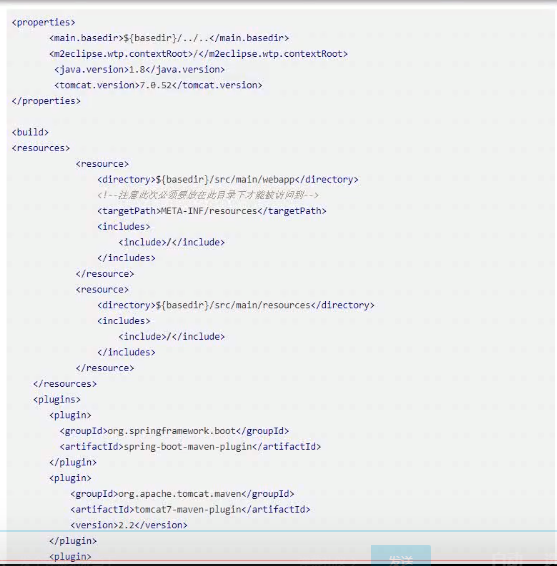 <properties>
<main.basedir>${basedir}/../..</main.basedir>
<m2eclipse.wtp.contextRoot>/</m2eclipse.wtp.contextRoot>
<java.version>1.8</java.version>
<tomcat.version>7.0.52</tomcat.version>
</properties>
<build>
<resources>
<resource>
<directory>${basedir}/src/main/webapp</directory>
<!--注意此次必须要放在此目录下才能被访问到-->
<targetPath>META-INF/resources</targetPath>
<includes>
<include>/</include>
</includes>
</resource>
<resource>
<directory>${basedir}/src/main/resources</directory>
<includes>
<include>/</include>
</includes>
</resource>
</resources>
<plugins>
<plugin>
<groupId>org.springframework.boot</groupId>
<artifactId>spring-boot-maven-plugin</artifactId>
</plugin>
<plugin>
<groupId>org.apache.tomcat.maven</groupId>
<artifactId>tomcat7-maven-plugin</artifactId>
<version>2.2</version>
</plugin>
<plugin>
发送